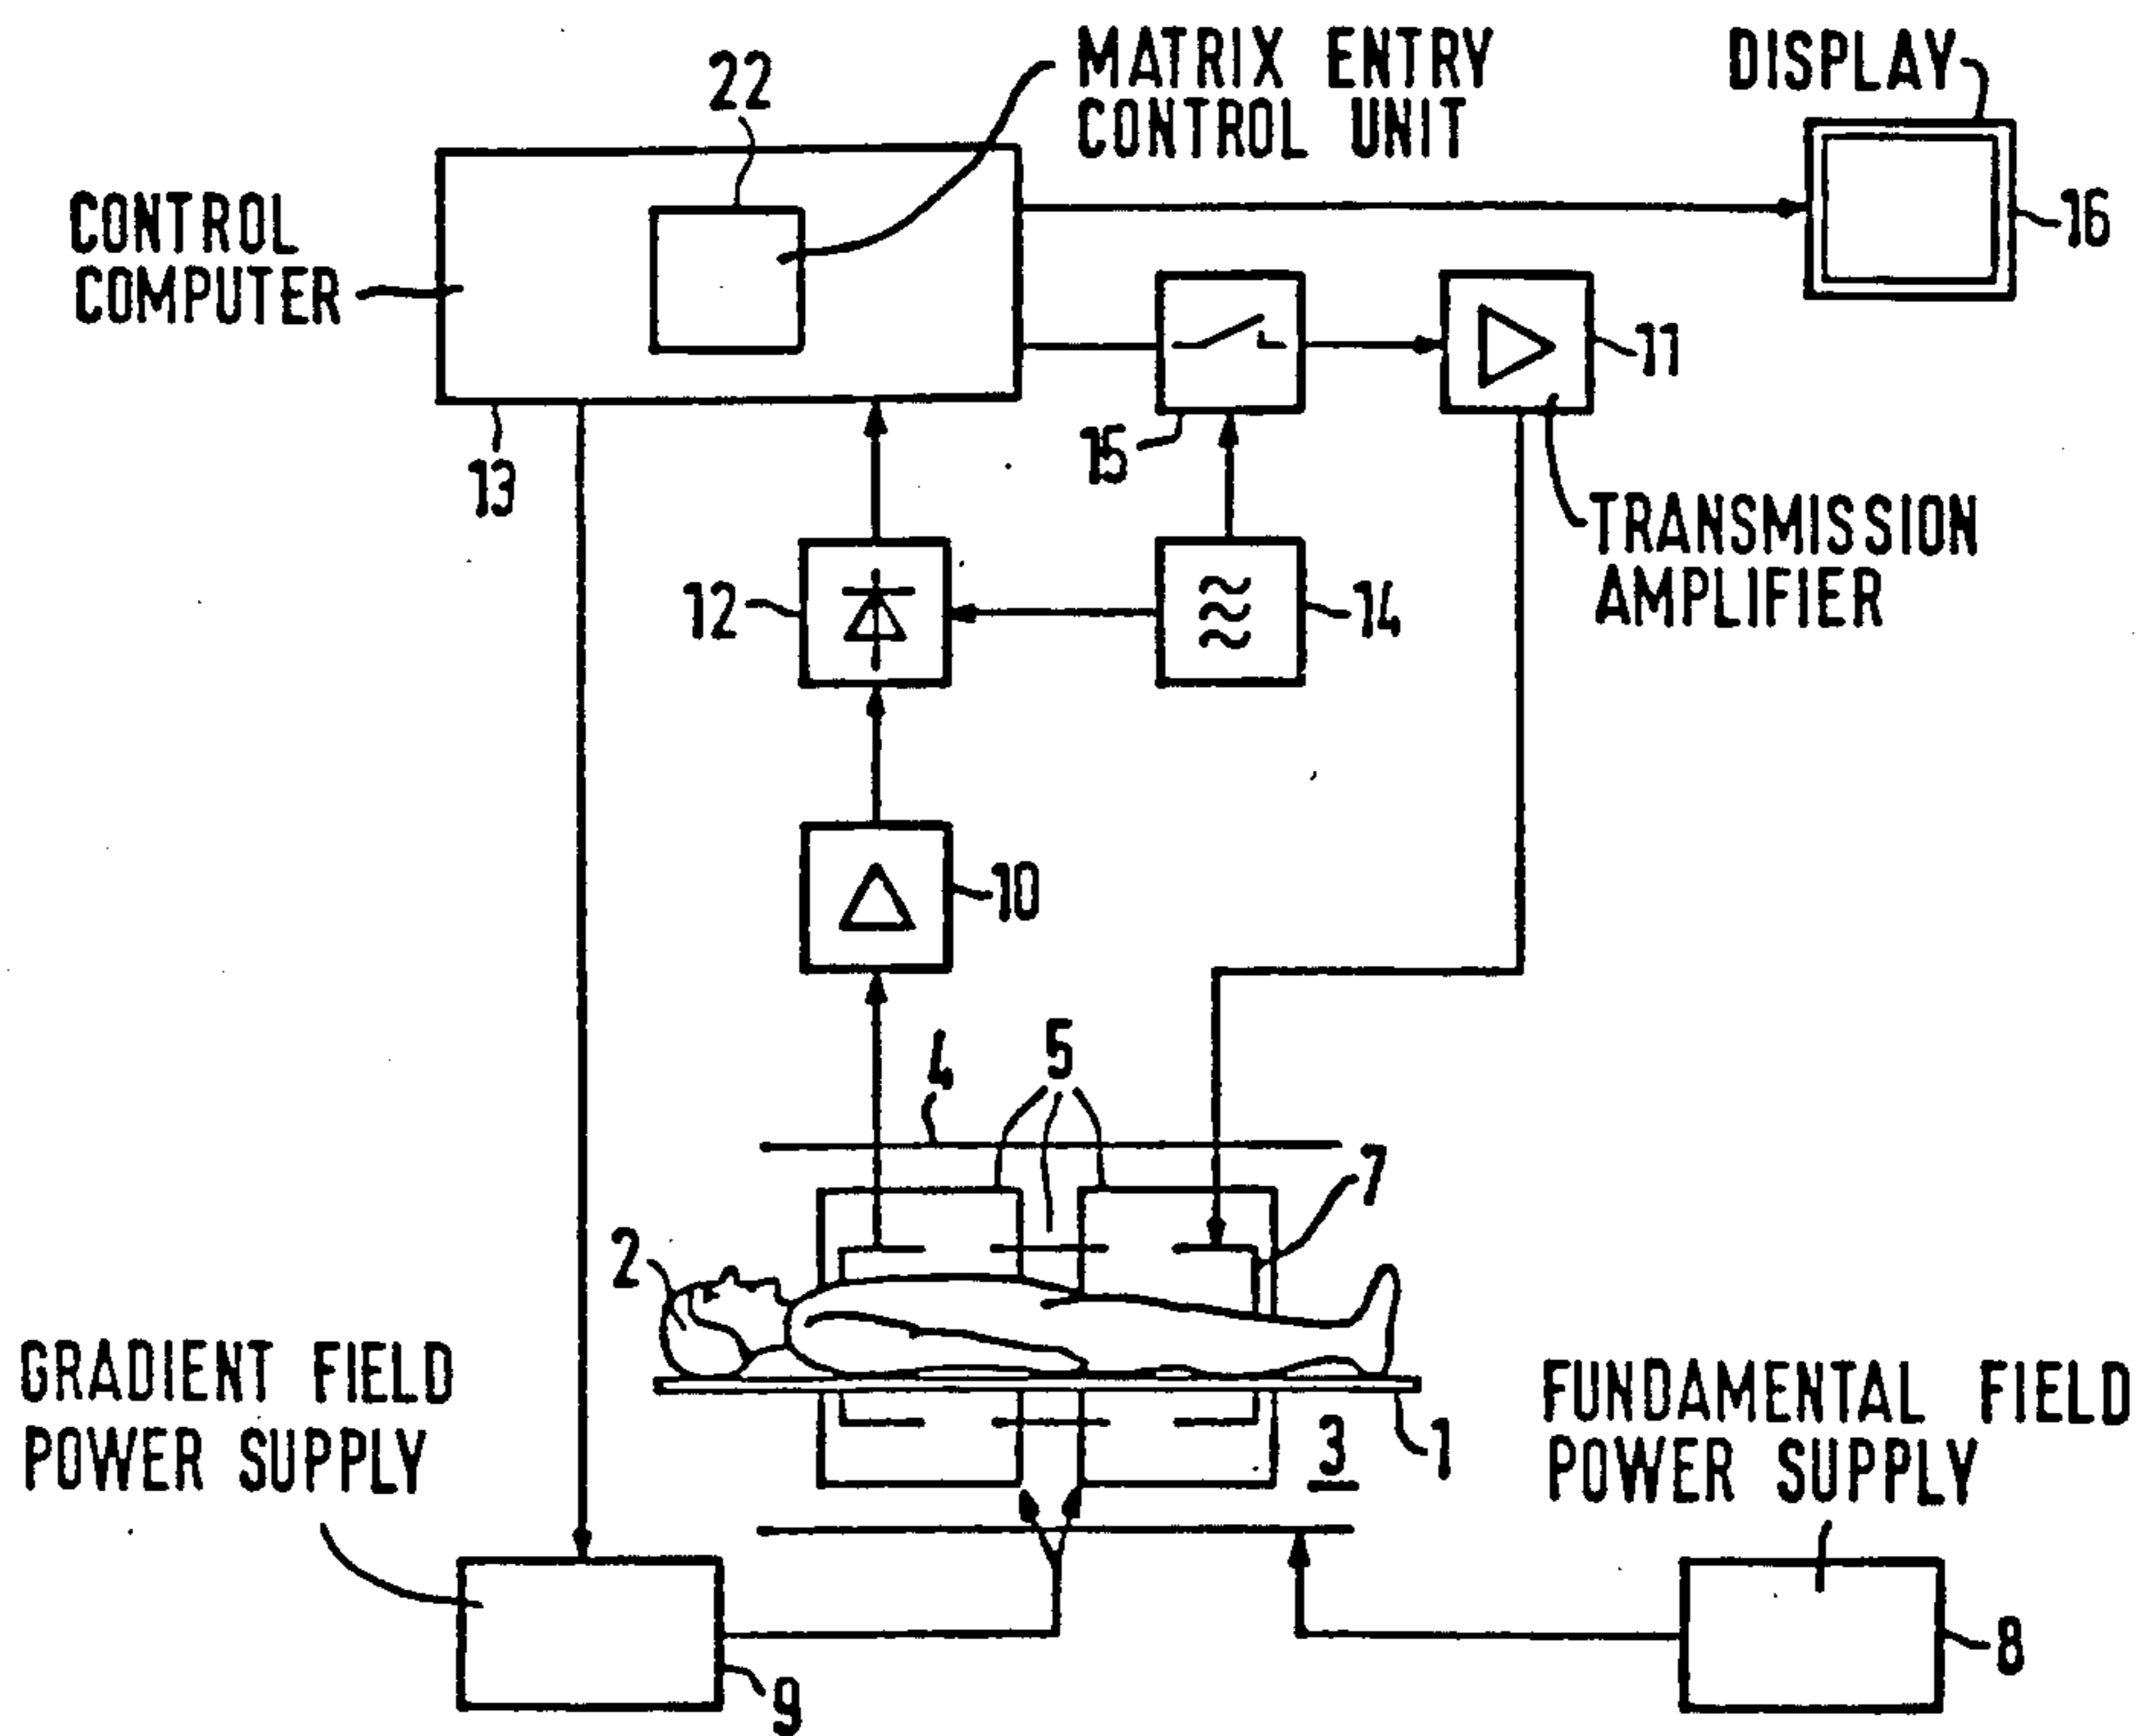 22
MATRIX ENTRY
CONTROL UNIT
DISPLAY
CONTROL
COMPUTER
16
11
15
13
TRANSMISSION
AMPLIFIER
12
14
10
4
5
7
2
GRADIENT FIELD
POWER SUPPLY
3
1
FUNDAMENTAL FIELD
POWER SUPPLY
9
8